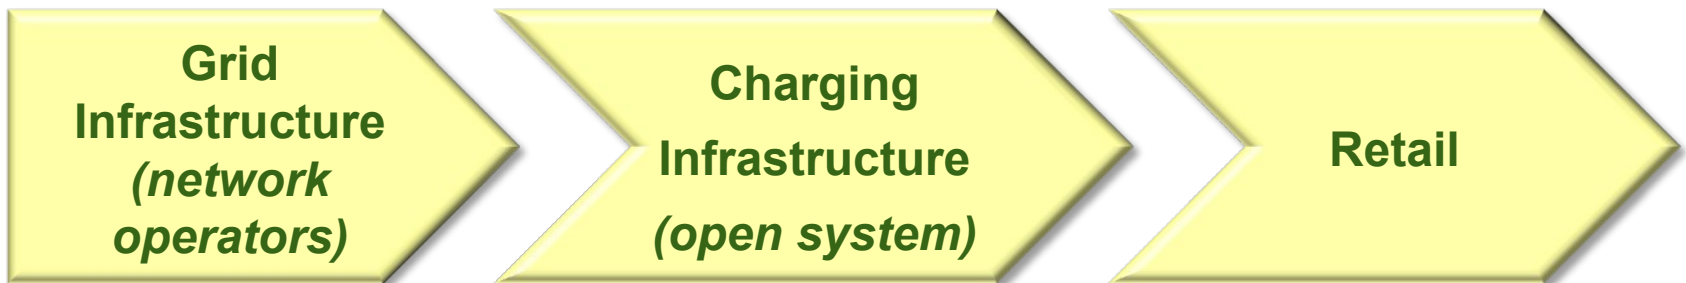 Grid
Infrastructure
(network
operators)
Charging
Infrastructure
(open system)
Retail